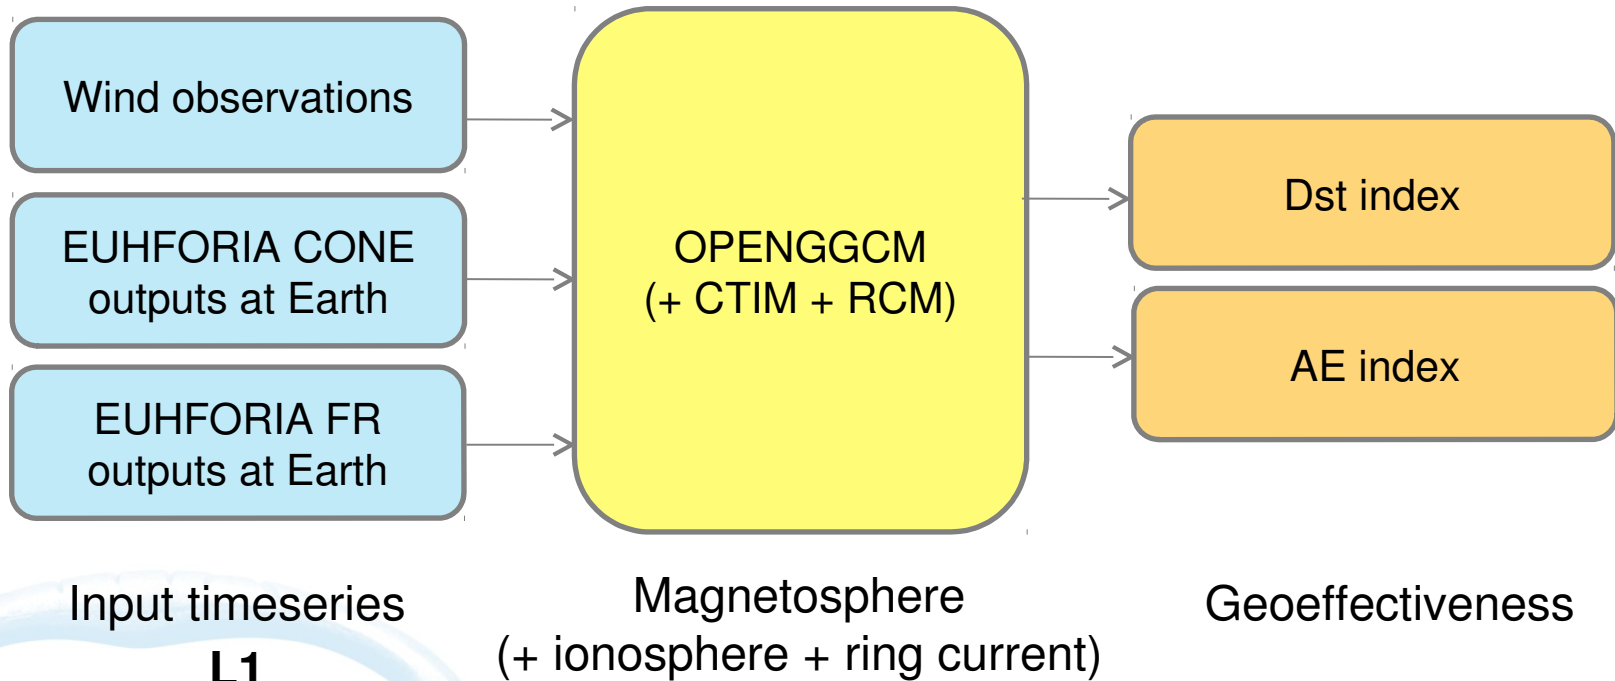 Wind observations
EUHFORIA CONE
outputs at Earth
EUHFORIA FR
outputs at Earth
OPENGGCM
(+ CTIM + RCM)
Dst index
AE index
Input timeseries
L1
Magnetosphere
(+ ionosphere + ring current)
Geoeffectiveness